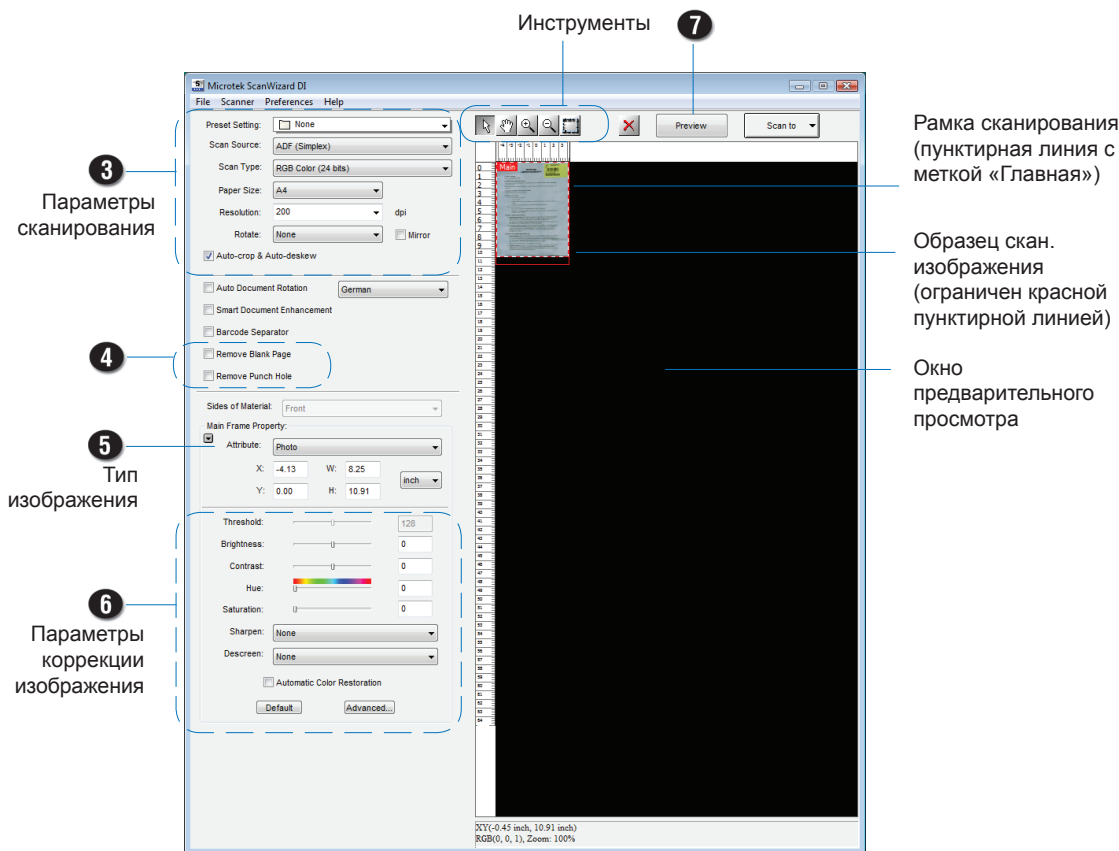 Инструменты
7
Microtek ScanWizard DI
File Scanner Preferences Help
Preset Setting: None
Scan Source: ADF (Simplex)
Scan Type: RGB Color (24 bits)
Paper Size: A4
Resolution: 200 dpi
Rotate: None Mirror
Auto-crop & Auto-deskew
3
Параметры
сканирования
Auto Document Rotation German
Smart Document Enhancement
Barcode Separator
4
Remove Blank Page
Remove Punch Hole
Sides of Material: Front
Main Frame Property:
Attribute: Photo
X: -4.13 W: 8.25
inch
Y: 0.00 H: 10.91
5
Тип
изображения
Threshold: 128
Brightness: 0
Contrast: 0
Hue: 0
Saturation: 0
Sharpen: None
Descreen: None
Automatic Color Restoration
Default Advanced...
6
Параметры
коррекции
изображения
Preview Scan to
Main
Рамка сканирования
(пунктирная линия с
меткой «Главная»)
Образец скан.
изображения
(ограничен красной
пунктирной линией)
Окно
предварительного
просмотра
XY(-0.45 inch, 10.91 inch)
RGB(0, 0, 1), Zoom: 100%